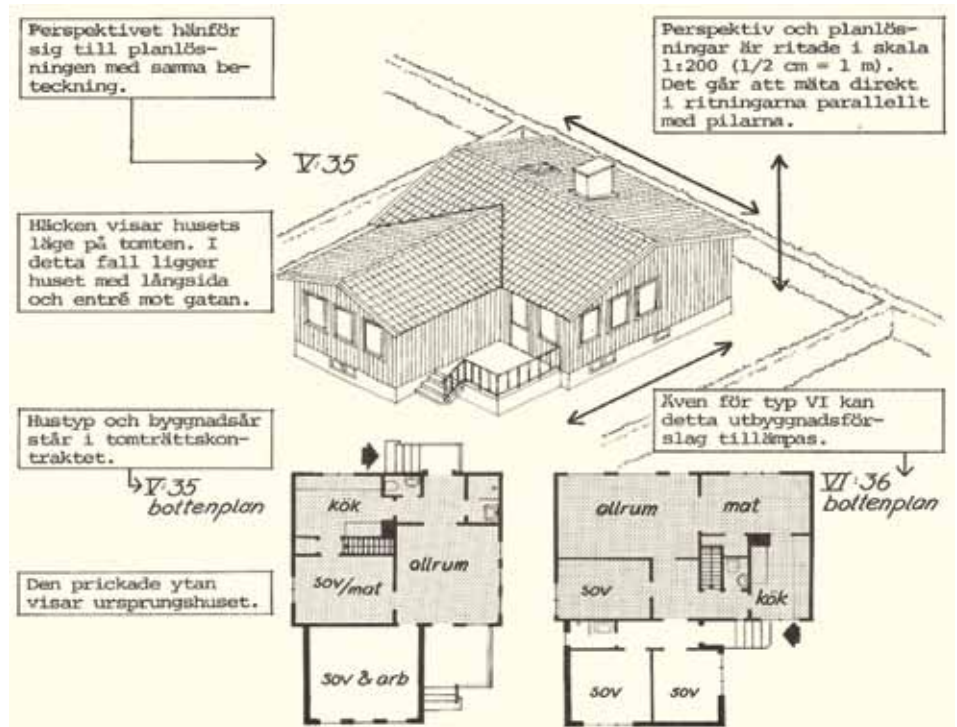 Perspektivet hänför
sig till planlös-
ningen med samma be-
teckning.
Perspektiv och planlös-
ningar är ritade i skala
1:200 (1/2 cm = 1 m).
Det går att mäta direkt
i ritningarna parallellt
med pilarna.
V:35
Häcken visar husets
läge på tomten. I
detta fall ligger
huset med långsida
och entré mot gatan.
Hustyp och byggnadsår
står i tomträttskon-
traktet.
Även för typ VI kan
detta utbyggnadsför-
slag tillämpas.
V:35
bottenplan
kök
allrum
sov/mat
sov & arb
VI:36
bottenplan
allrum
mat
sov
kök
sov
sov
Den prickade ytan
visar ursprungshuset.